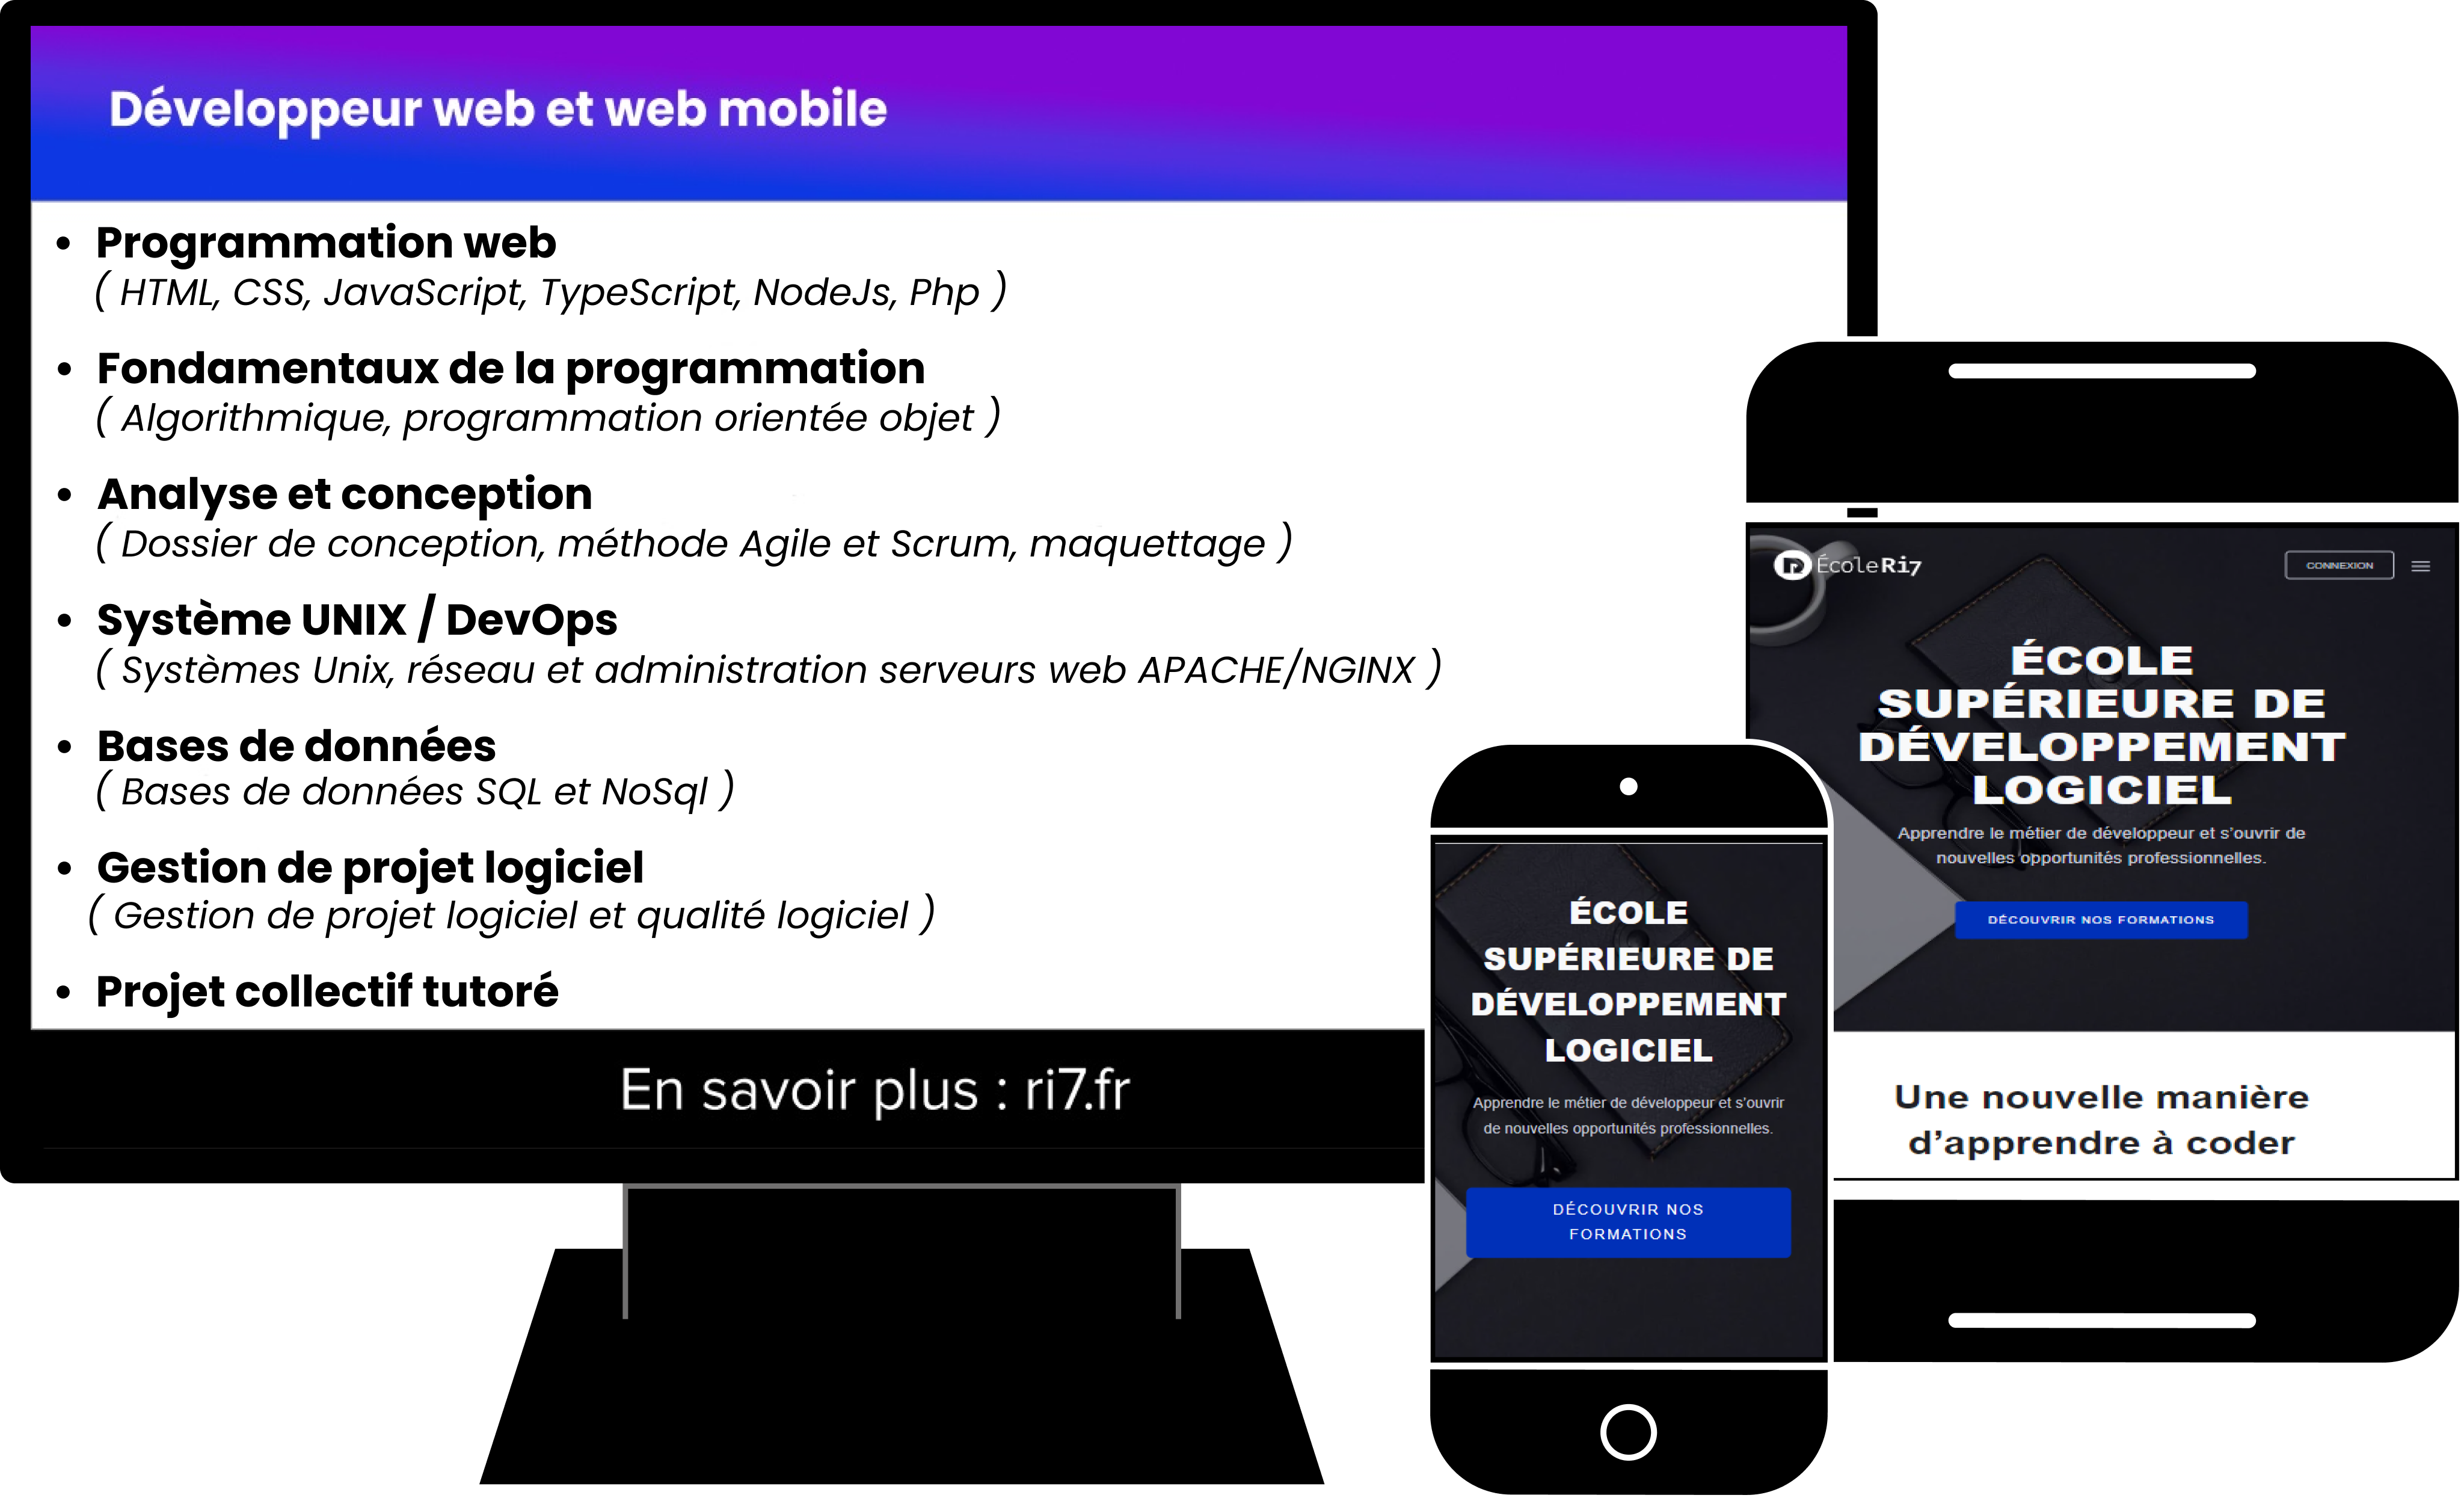 Développeur web et web mobile
• Programmation web
( HTML, CSS, JavaScript, TypeScript, NodeJs, Php )
• Fondamentaux de la programmation
( Algorithmique, programmation orientée objet )
• Analyse et conception
( Dossier de conception, méthode Agile et Scrum, maquettage )
• Système UNIX / DevOps
( Systèmes Unix, réseau et administration serveurs web APACHE/NGINX )
• Bases de données
( Bases de données SQL et NoSql )
• Gestion de projet logiciel
( Gestion de projet logiciel et qualité logiciel )
• Projet collectif tutoré
En savoir plus : ri7.fr
ÉCOLE
SUPÉRIEURE DE
DÉVELOPPEMENT
LOGICIEL
Apprendre le métier de développeur et s'ouvrir
de nouvelles opportunités professionnelles.
DÉCOUVRIR NOS
FORMATIONS
École Ri7
CONNEXION
ÉCOLE
SUPÉRIEURE DE
DÉVELOPPEMENT
LOGICIEL
Apprendre le métier de développeur et s'ouvrir de
nouvelles opportunités professionnelles.
DÉCOUVRIR NOS FORMATIONS
Une nouvelle manière
d'apprendre à coder